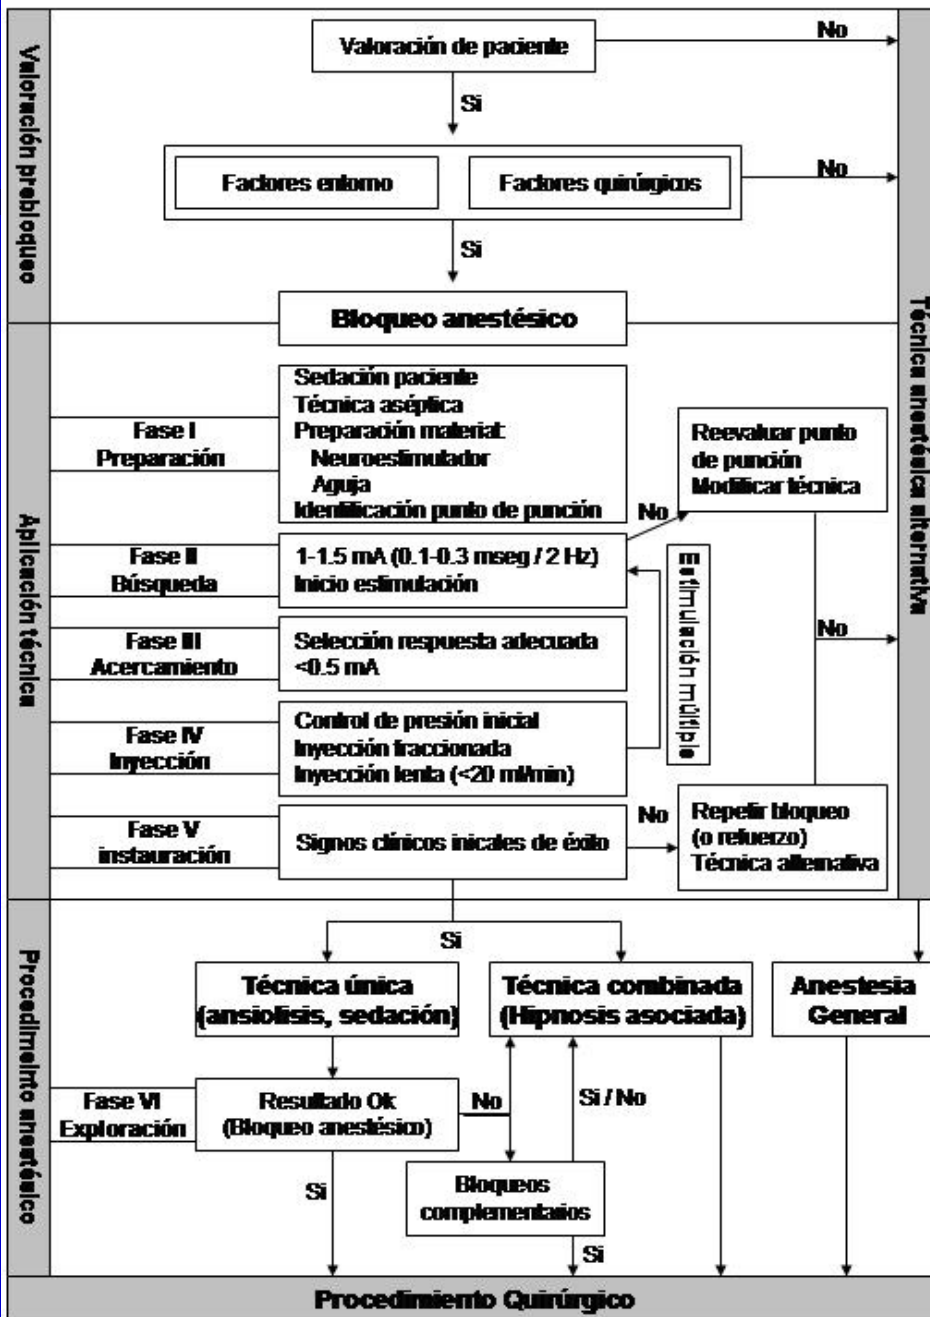 Valoración prebloqueo
Valoración de paciente
No
Si
Factores entorno
Factores quirúrgicos
No
Si
Bloqueo anestésico
Técnica anestésica alternativa
Aplicación técnica
Fase I
Preparación
Sedación paciente
Técnica aséptica
Preparación material:
Neuroestimulador
Aguja
Identificación punto de punción
Reevaluar punto
de punción
Modificar técnica
No
Fase II
Búsqueda
1-1.5 mA (0.1-0.3 mseg / 2 Hz)
Inicio estimulación
Estimulación múltiple
No
Fase III
Acercamiento
Selección respuesta adecuada
<0.5 mA
Fase IV
Inyección
Control de presión inicial
Inyección fraccionada
Inyección lenta (<20 ml/min)
Fase V
instauración
Signos clínicos inicales de éxito
No
Repetir bloqueo
(o refuerzo)
Técnica alternativa
Procedimeinto anestésico
Si
Técnica única
(ansiolisis, sedación)
Técnica combinada
(Hipnosis asociada)
Anestesia
General
Fase VI
Exploración
Resultado Ok
(Bloqueo anestésico)
No
Si / No
Si
Bloqueos
complementarios
Si
Procedimiento Quirúrgico